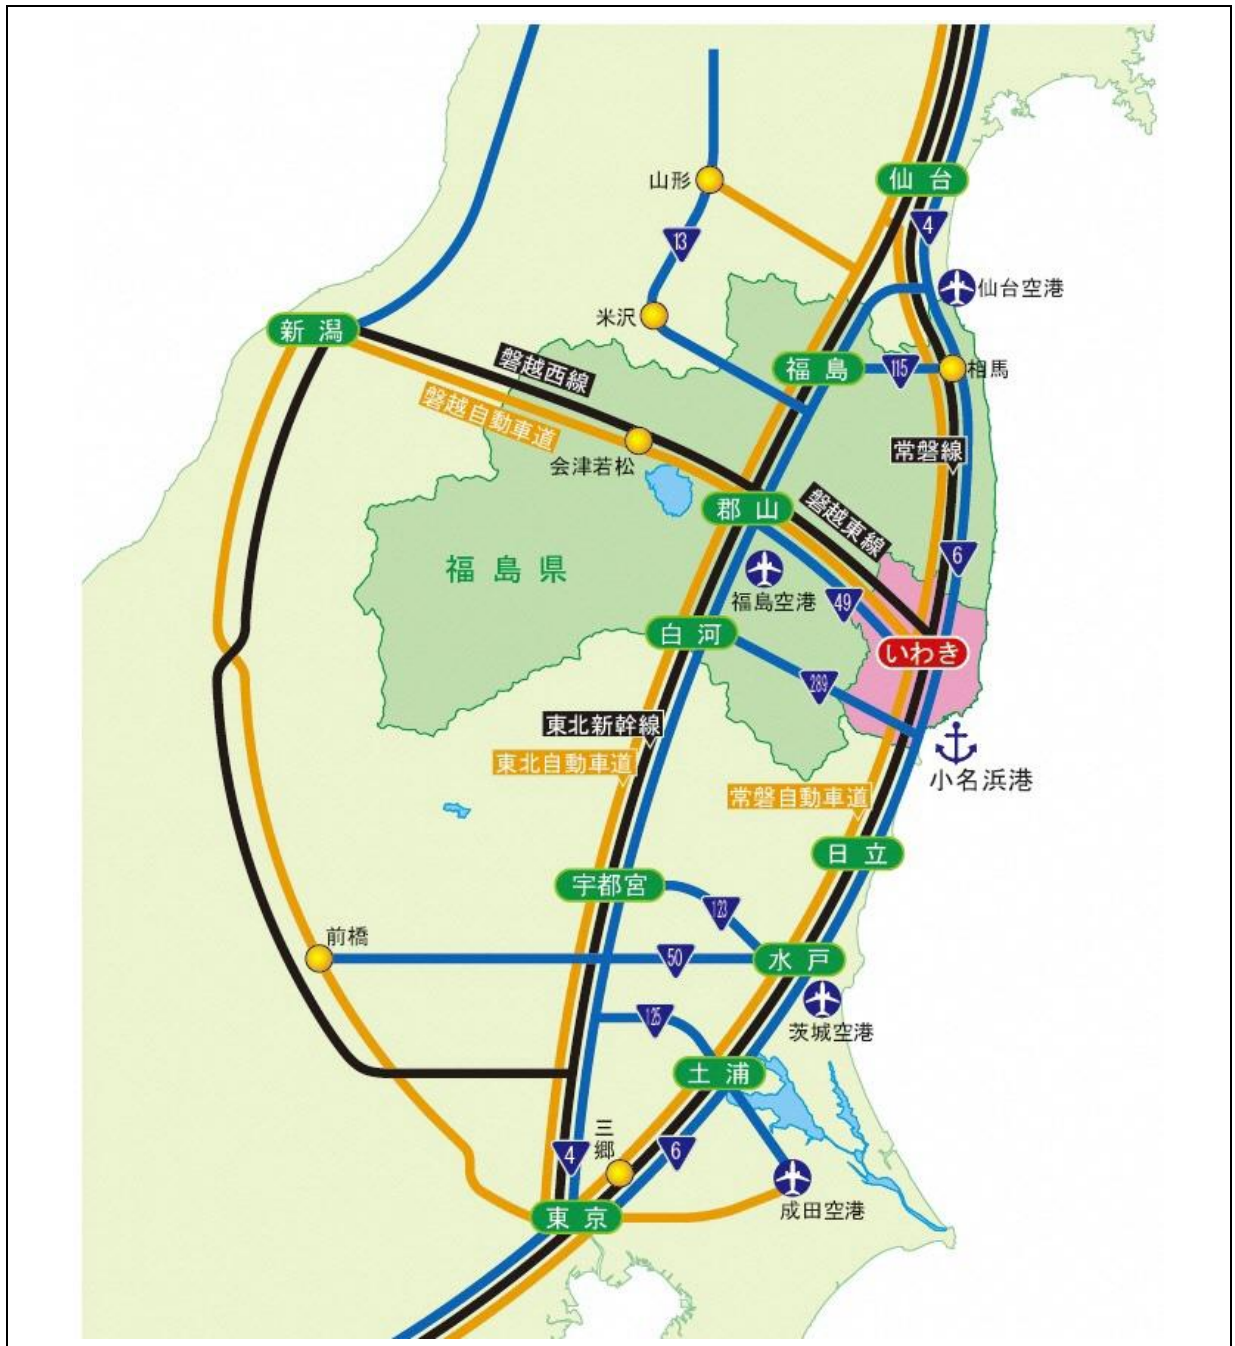 仙台
山形
4
13
仙台空港
米沢
新潟
磐越西線
福島
115
相馬
磐越自動車道
会津若松
常磐線
郡山
磐越東線
福島県
6
福島空港
49
白河
いわき
289
東北新幹線
小名浜港
東北自動車道
常磐自動車道
日立
宇都宮
123
前橋
50
水戸
125
茨城空港
土浦
三郷
4
6
成田空港
東京